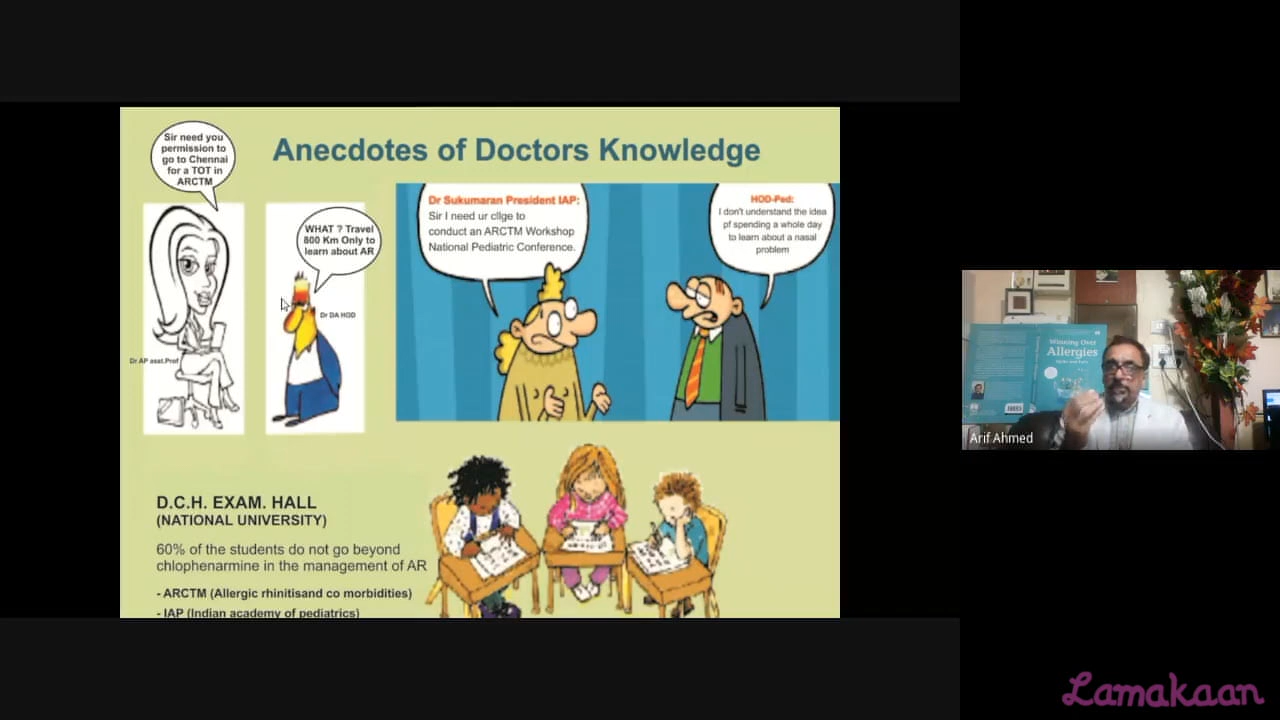 Sir need you
permission to
go to Chennai
for a TOT in
ARCTM
Anecdotes of Doctors Knowledge
WHAT ? Travel
800 Km Only to
learn about AR
Dr DA HOD
Dr AP asst.Prof
Dr Sukumaran President IAP:
Sir I need ur cllge to
conduct an ARCTM Workshop
National Pediatric Conference.
HOD-Ped:
I don't understand the idea
pf spending a whole day
to learn about a nasal
problem
D.C.H. EXAM. HALL
(NATIONAL UNIVERSITY)
60% of the students do not go beyond
chlophenarmine in the management of AR
- ARCTM (Allergic rhinitisand co morbidities)
- IAP (Indian academy of pediatrics)
Winning Over
Allergies
Arif Ahmed
Lamakaan